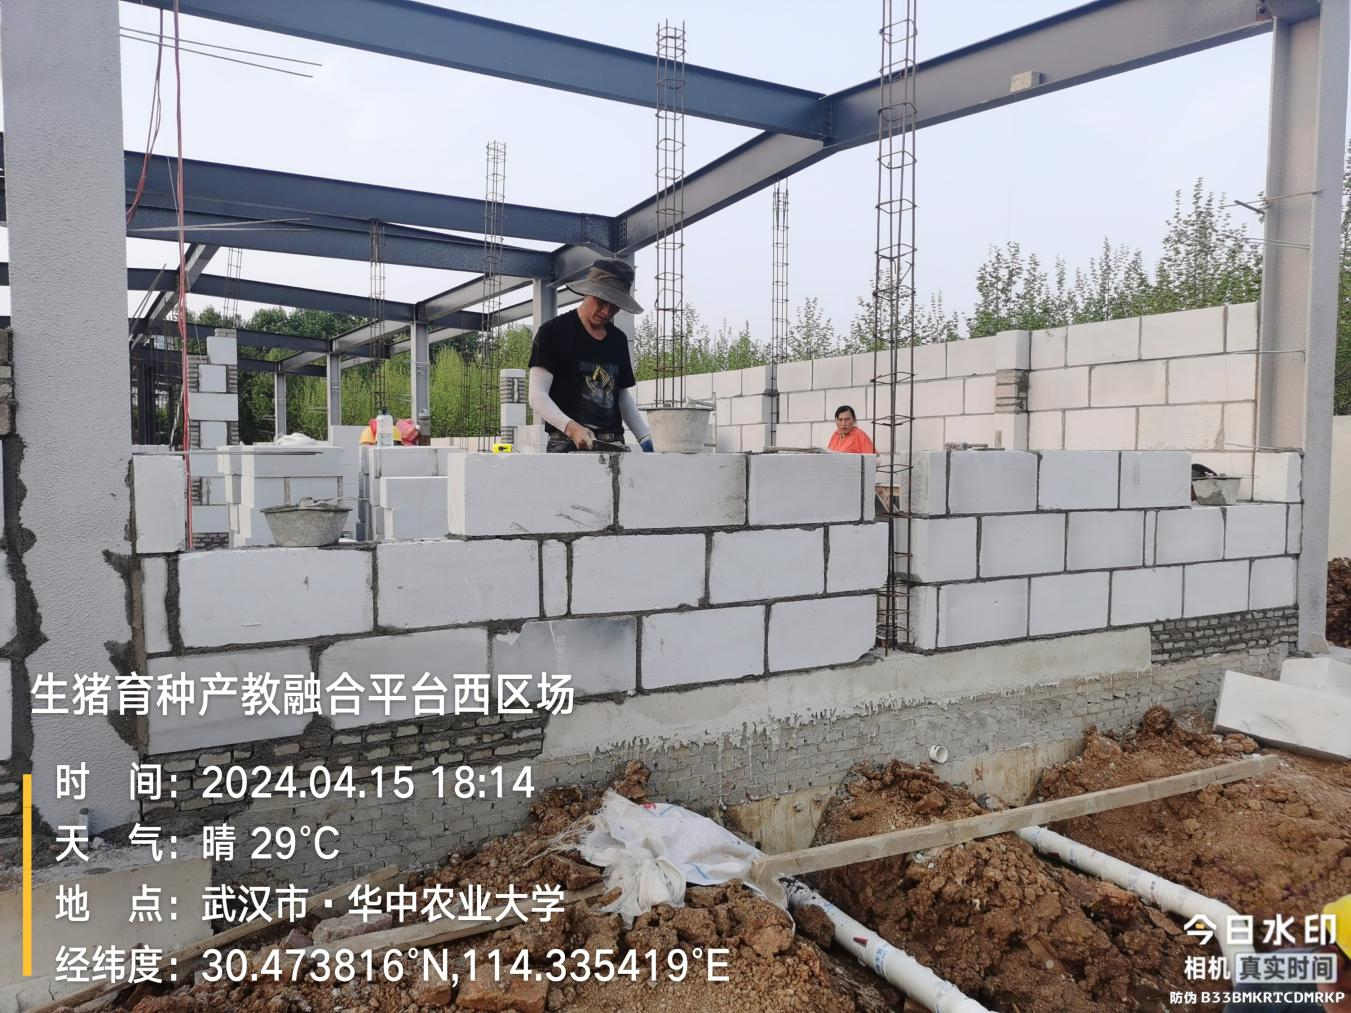 生猪育种产教融合平台西区场
时 间：2024.04.15 18:14
天 气：晴 29°C
地 点：武汉市·华中农业大学
经纬度：30.473816°N,114.335419°E
今日水印
相机 真实时间
防伪 B33BMKRTCDMRKP